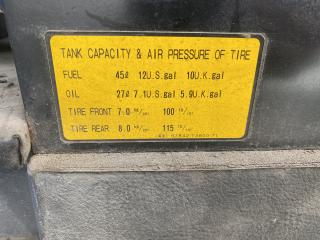 TANK CAPACITY & AIR PRESSURE OF TIRE
FUEL 45ℓ 12U.S.gal 10U.K.gal
OIL 27ℓ 7.1U.S.gal 5.9U.K.gal
TIRE FRONT 7.0 kg/cm² 100 lb/in²
TIRE REAR 8.0 kg/cm² 115 lb/in²